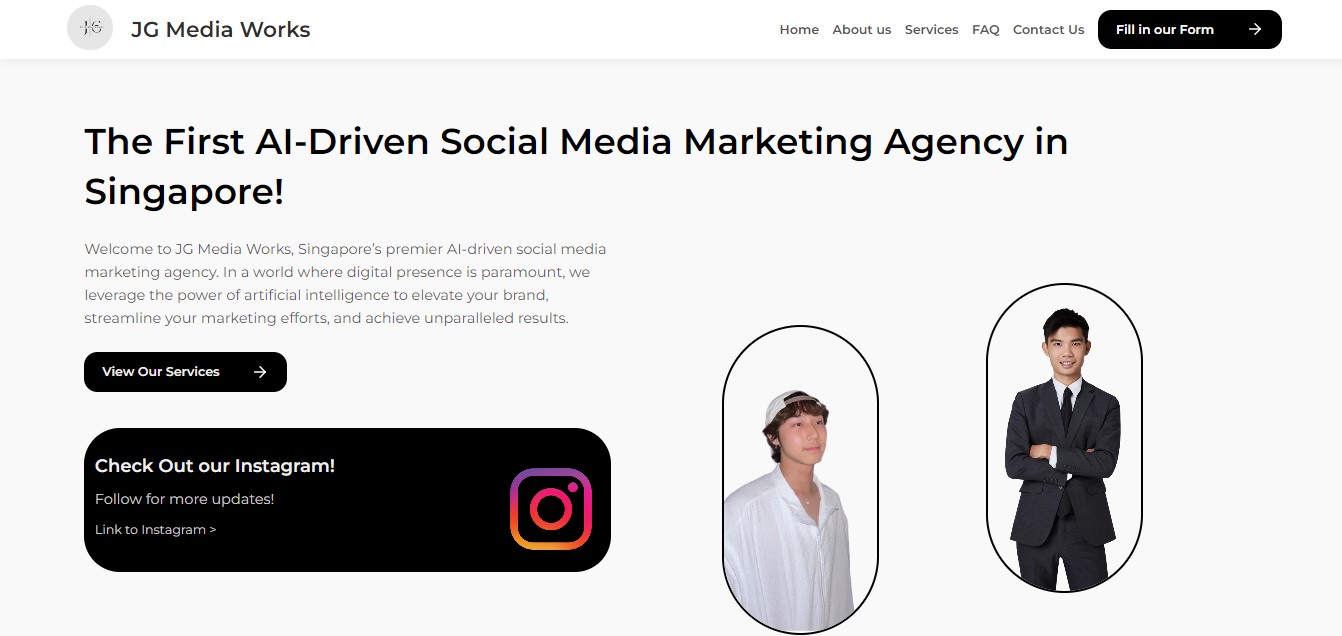 JG
JG Media Works
Home
About us
Services
FAQ
Contact Us
Fill in our Form
The First AI-Driven Social Media Marketing Agency in
Singapore!
Welcome to JG Media Works, Singapore’s premier AI-driven social media
marketing agency. In a world where digital presence is paramount, we
leverage the power of artificial intelligence to elevate your brand,
streamline your marketing efforts, and achieve unparalleled results.
View Our Services
Check Out our Instagram!
Follow for more updates!
Link to Instagram >